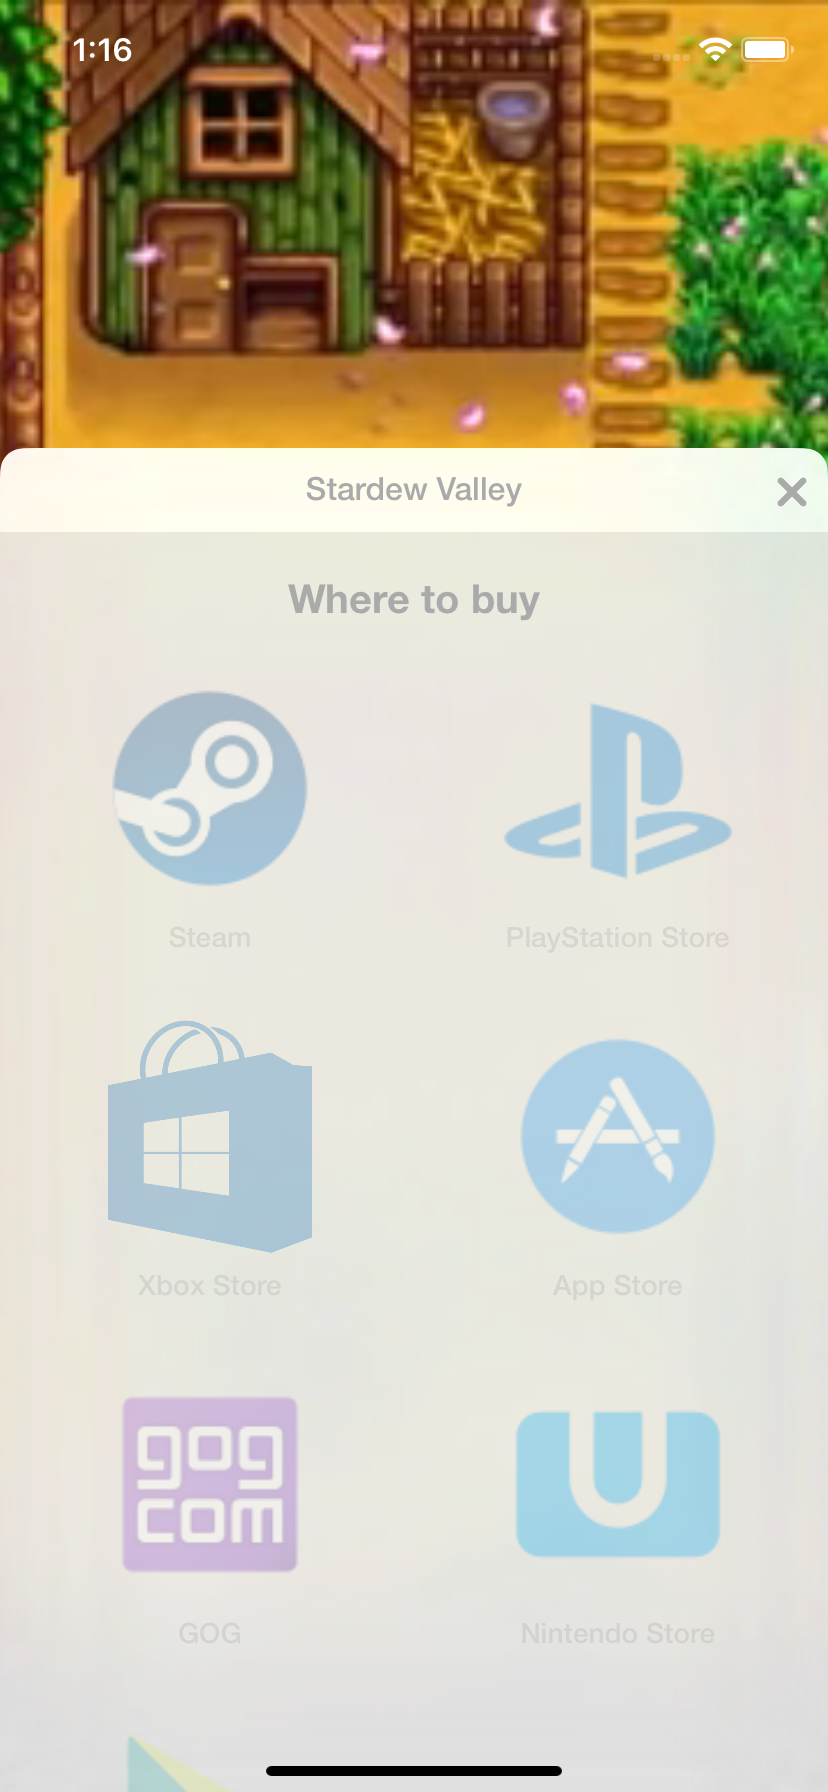 1:16
Stardew Valley
Where to buy
Steam
PlayStation Store
Xbox Store
App Store
gog
com
GOG
U
Nintendo Store